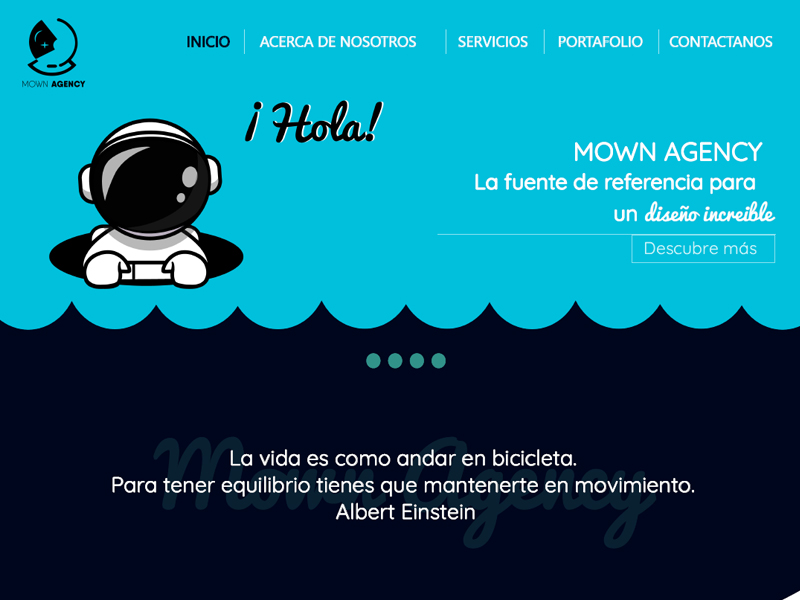 MOWN AGENCY
INICIO
ACERCA DE NOSOTROS
SERVICIOS
PORTAFOLIO
CONTACTANOS
¡Hola!
MOWN AGENCY
La fuente de referencia para
un diseño increible
Descubre más
Mown Agency
La vida es como andar en bicicleta.
Para tener equilibrio tienes que mantenerte en movimiento.
Albert Einstein